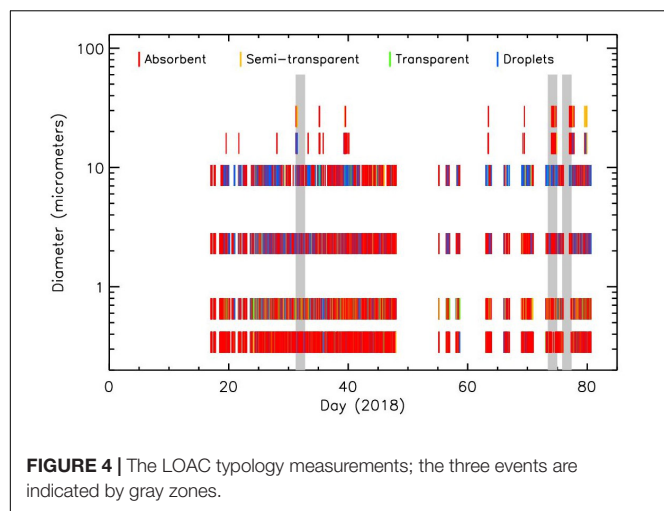 Absorbent Semi-transparent Transparent Droplets
100
10
1
Diameter (micrometers)
0 20 40 60 80
Day (2018)
FIGURE 4 | The LOAC typology measurements; the three events are
indicated by gray zones.